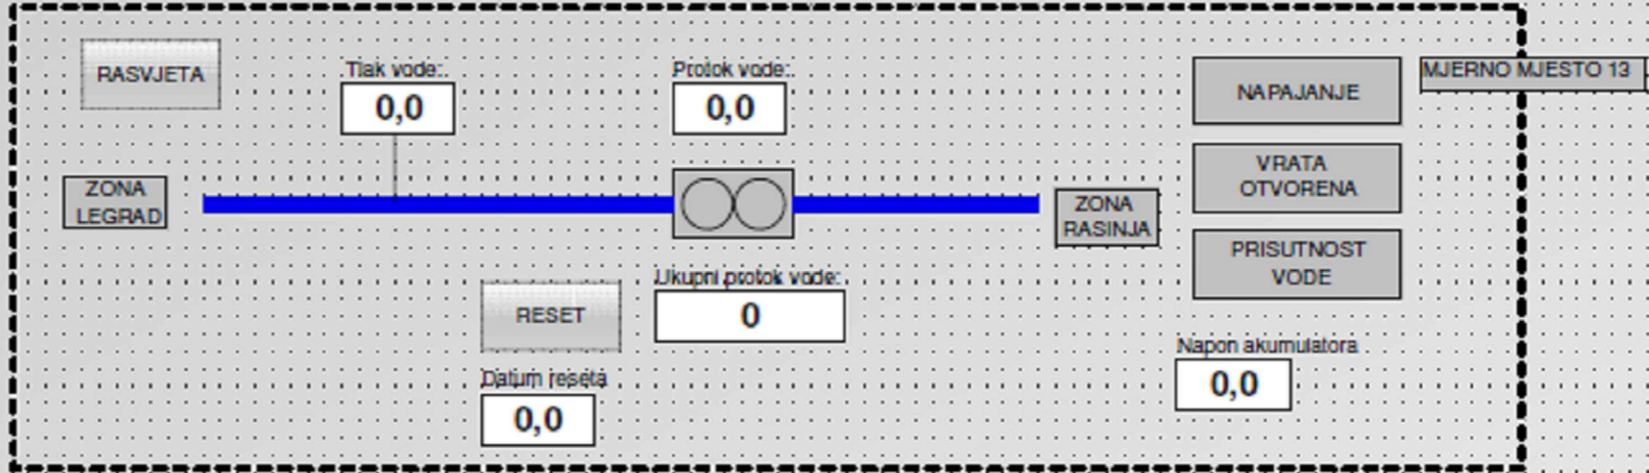 RASVJETA
Tlak vode:
0,0
Protok vode:
0,0
NAPAJANJE
MJERNO MJESTO 13
VRATA
OTVORENA
ZONA
LEGRAD
ZONA
RASINJA
PRISUTNOST
VODE
RESET
Ukupni protok vode:
0
Napon akumulatora
0,0
Datum reseta
0,0